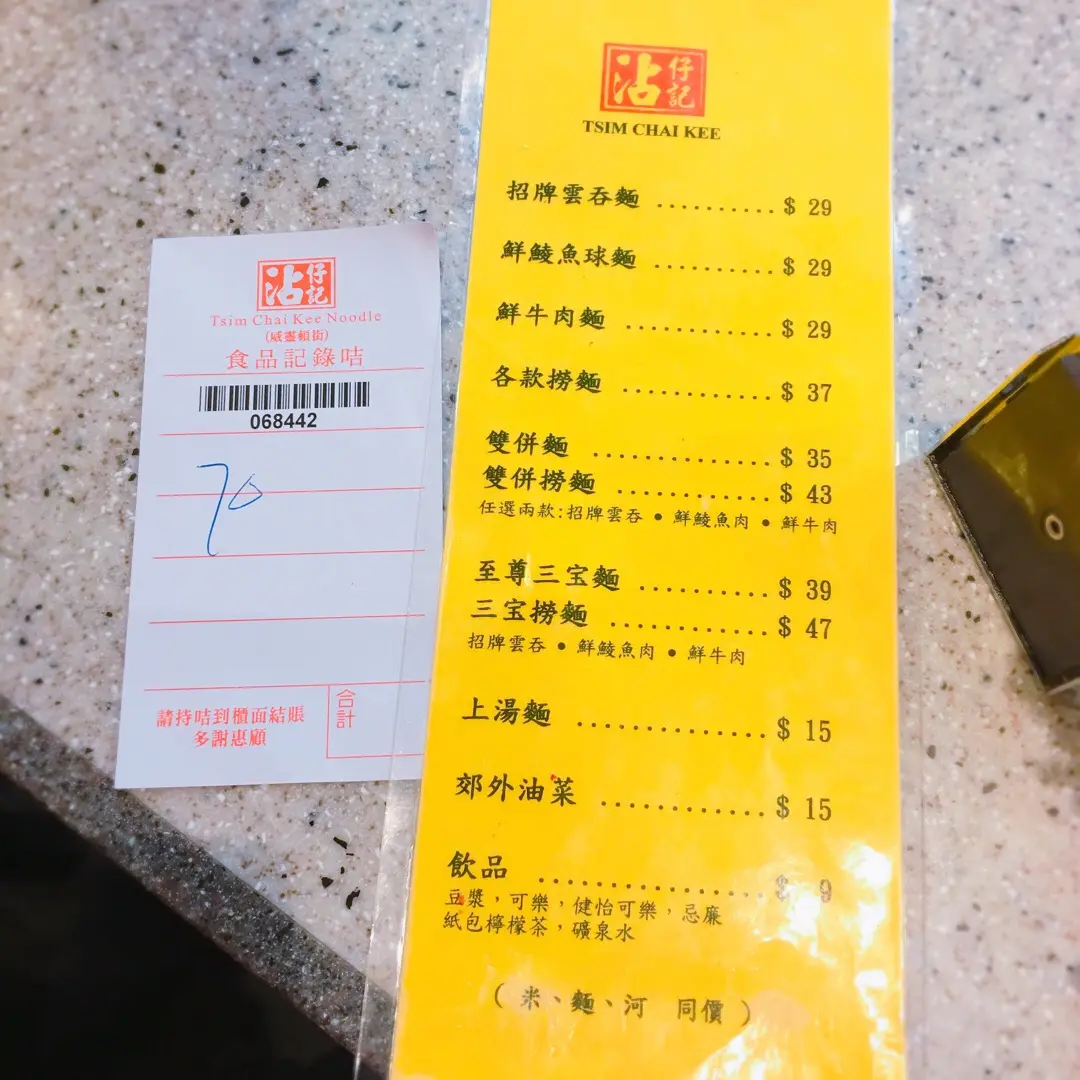 沾仔記
Tsim Chai Kee Noodle
(威靈頓街)
食品記錄咭
068442
70
請持咭到櫃面結賬
多謝惠顧
合計
沾仔記
TSIM CHAI KEE
招牌雲吞麵 .......... $ 29
鮮鯪魚球麵 .......... $ 29
鮮牛肉麵 ............ $ 29
各款撈麵 ............ $ 37
雙併麵 .............. $ 35
雙併撈麵 ............ $ 43
任選兩款:招牌雲吞 ● 鮮鯪魚肉 ● 鮮牛肉
至尊三宝麵 .......... $ 39
三宝撈麵 ............ $ 47
招牌雲吞 ● 鮮鯪魚肉 ● 鮮牛肉
上湯麵 .............. $ 15
郊外油菜 ............ $ 15
飲品 ................ $ 9
豆漿，可樂，健怡可樂，忌廉
紙包檸檬茶，礦泉水
( 米、麵、河 同價 )